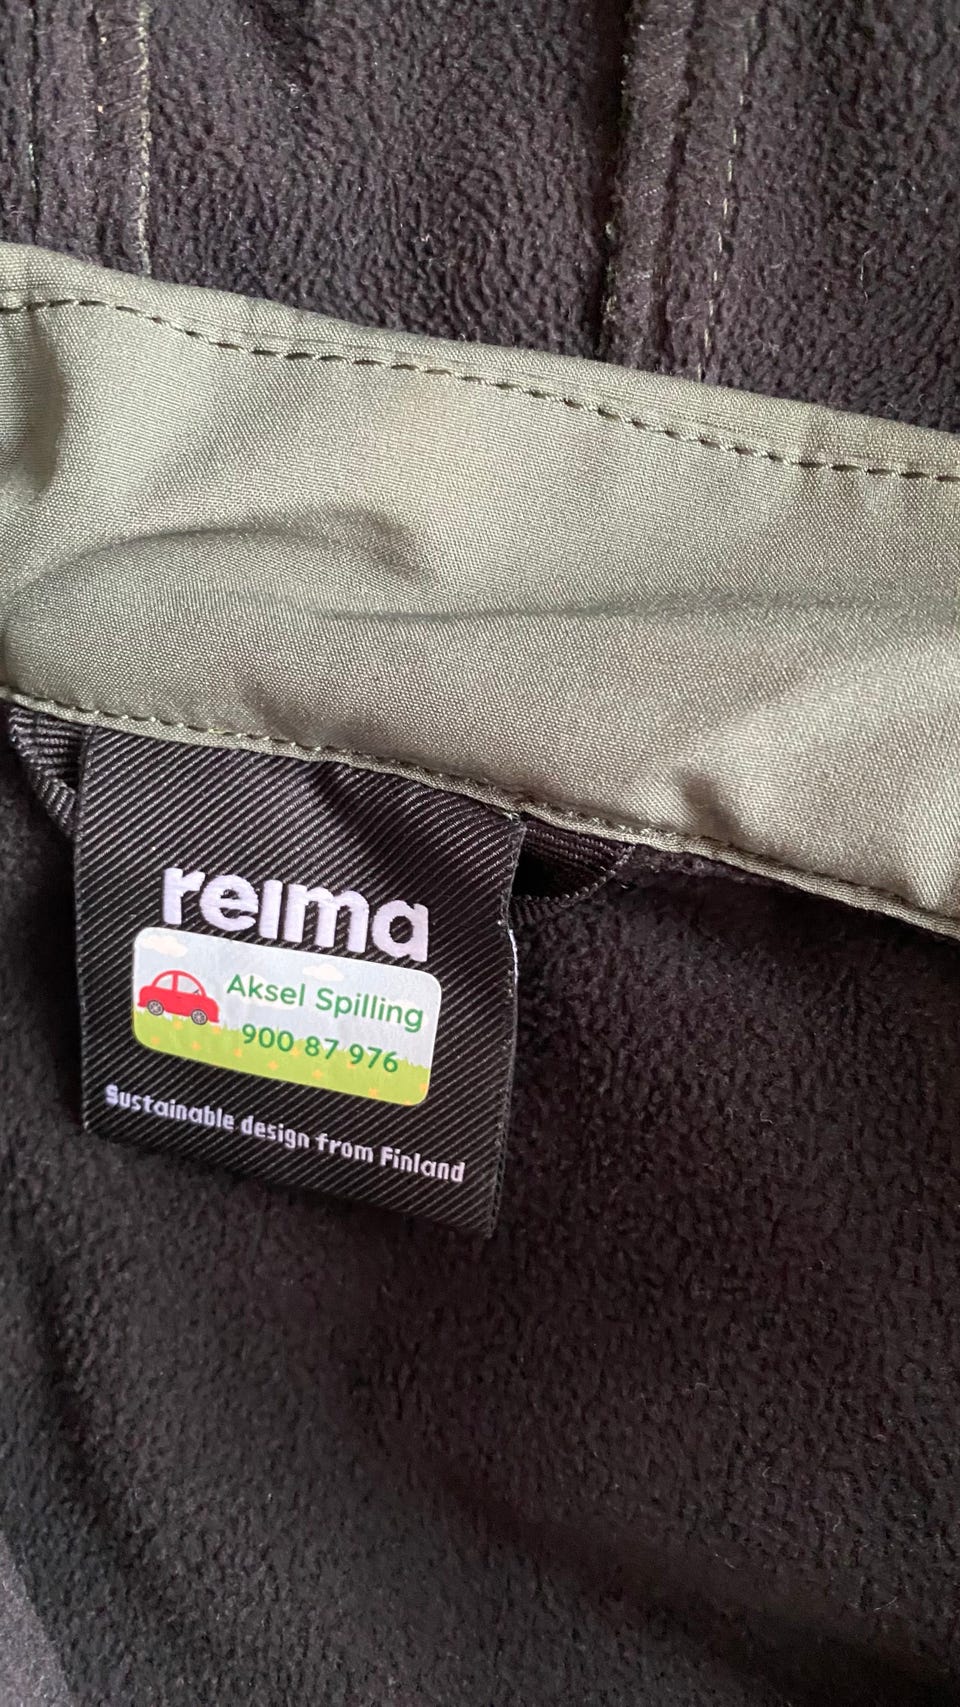 reima
Aksel Spilling
900 87 976
Sustainable design from Finland